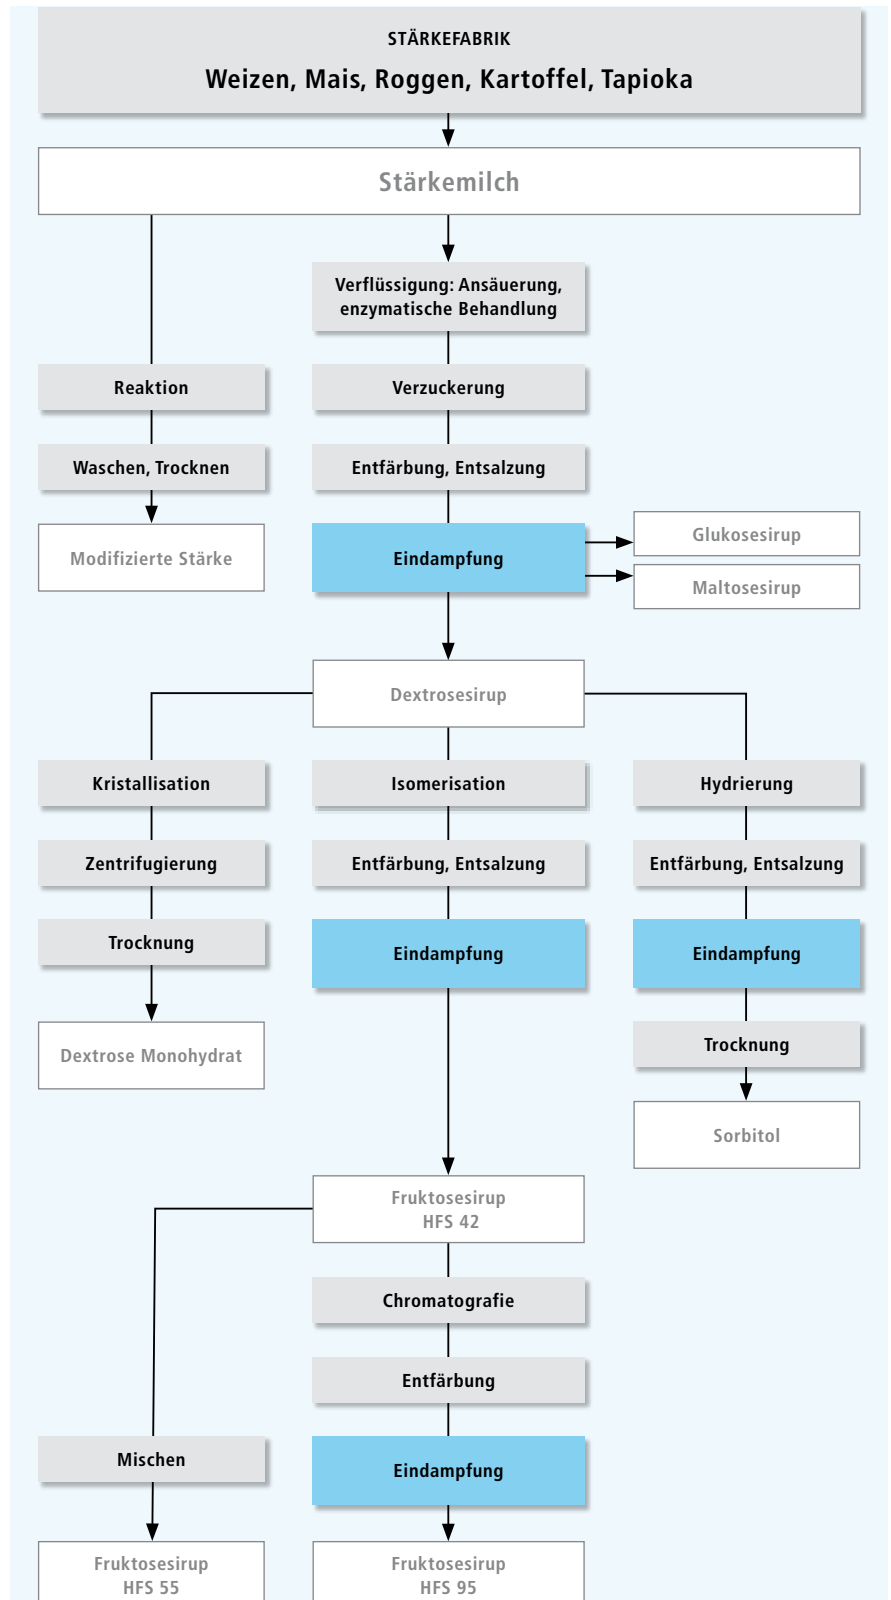 STÄRKEFABRIK
Weizen, Mais, Roggen, Kartoffel, Tapioka
Stärkemilch
Verflüssigung: Ansäuerung,
enzymatische Behandlung
Reaktion
Verzuckerung
Waschen, Trocknen
Entfärbung, Entsalzung
Modifizierte Stärke
Eindampfung
Glukosesirup
Maltosesirup
Dextrosesirup
Kristallisation
Isomerisation
Hydrierung
Zentrifugierung
Entfärbung, Entsalzung
Entfärbung, Entsalzung
Trocknung
Eindampfung
Eindampfung
Dextrose Monohydrat
Trocknung
Sorbitol
Fruktosesirup
HFS 42
Chromatografie
Entfärbung
Mischen
Eindampfung
Fruktosesirup
HFS 55
Fruktosesirup
HFS 95